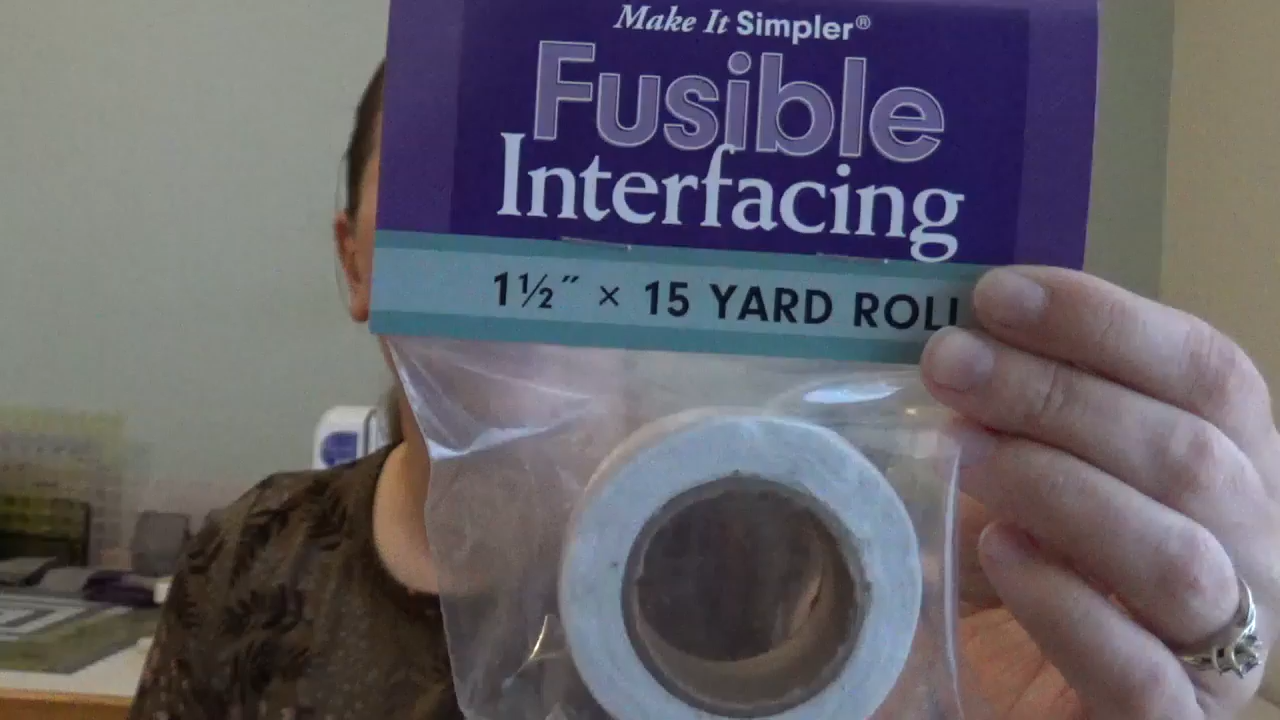 Make It Simpler®
Fusible
Interfacing
1½″ × 15 YARD ROLL